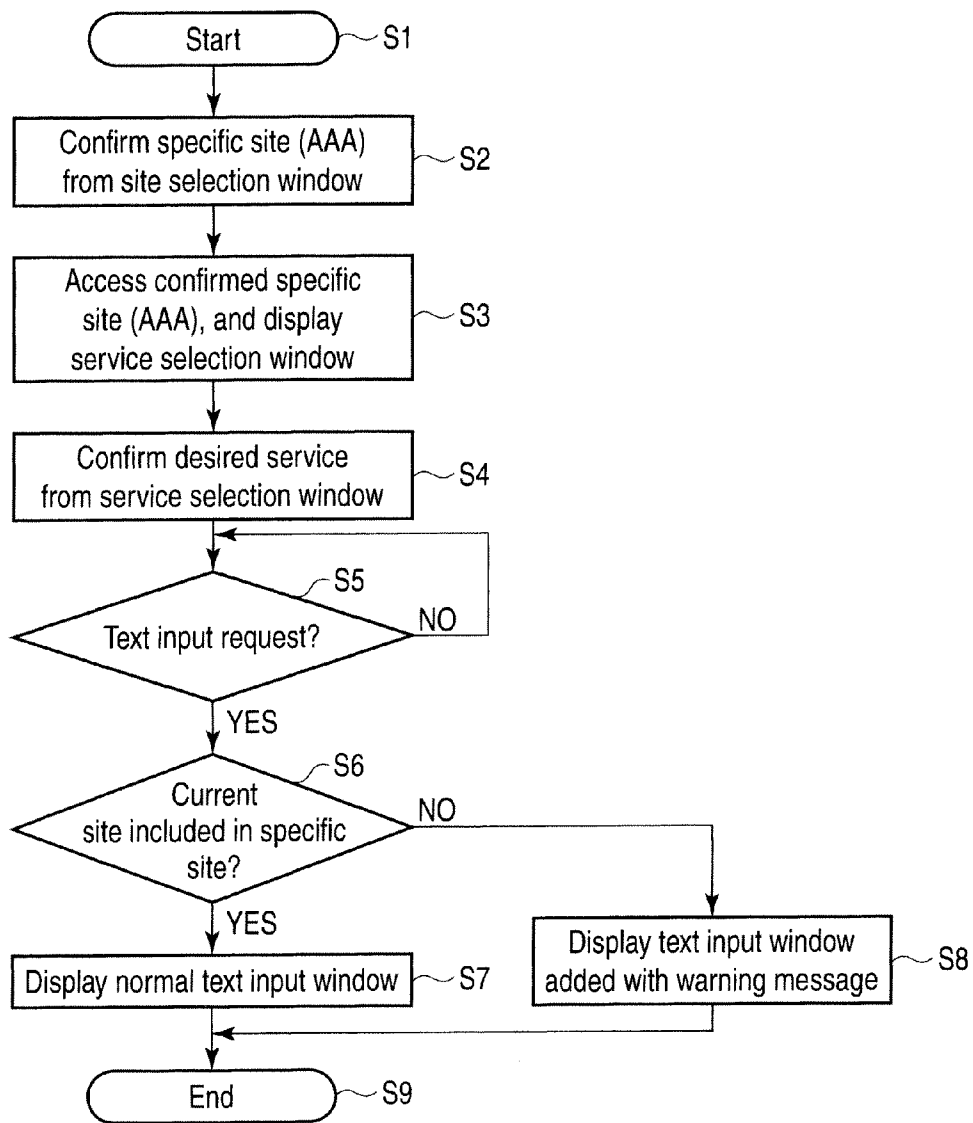 Start
S1
Confirm specific site (AAA)
from site selection window
S2
Access confirmed specific
site (AAA), and display
service selection window
S3
Confirm desired service
from service selection window
S4
S5
Text input request?
NO
YES
S6
Current
site included in specific
site?
NO
YES
Display normal text input window
S7
Display text input window
added with warning message
S8
End
S9